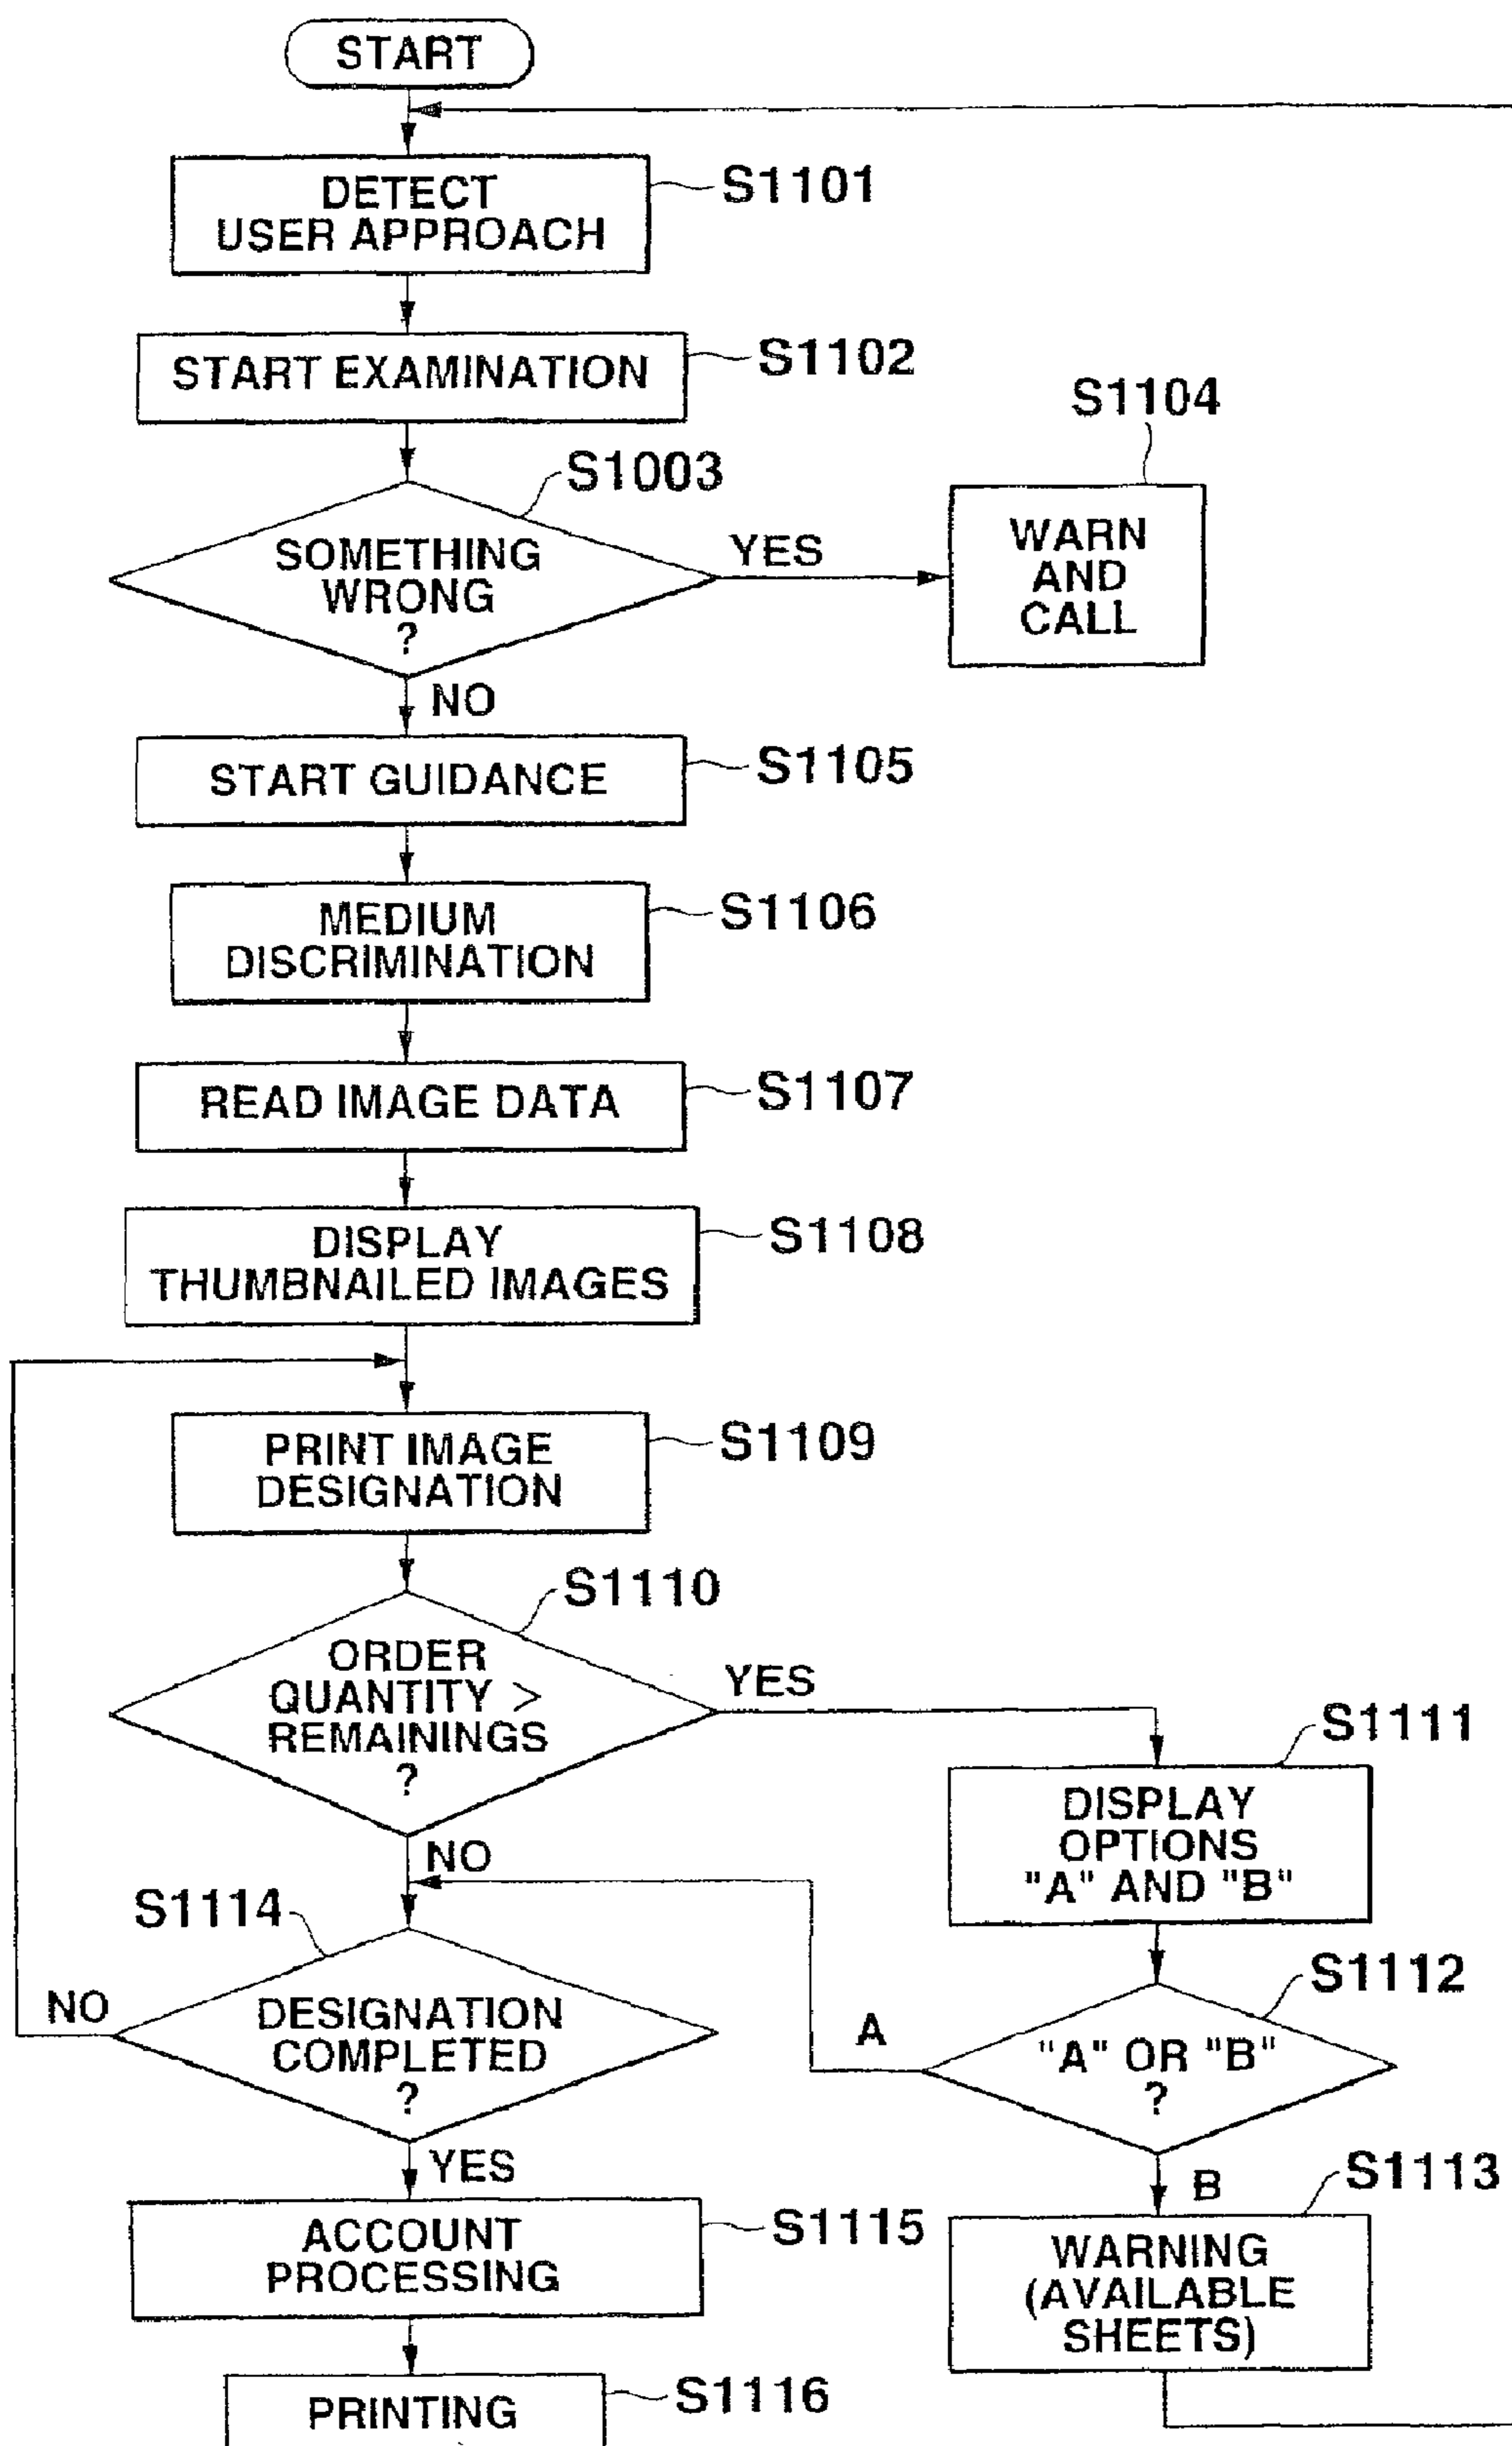 START
DETECT
USER APPROACH
S1101
START EXAMINATION
S1102
S1003
SOMETHING
WRONG
?
YES
S1104
WARN
AND
CALL
NO
START GUIDANCE
S1105
MEDIUM
DISCRIMINATION
S1106
READ IMAGE DATA
S1107
DISPLAY
THUMBNAILED IMAGES
S1108
PRINT IMAGE
DESIGNATION
S1109
S1110
ORDER
QUANTITY >
REMAININGS
?
YES
S1111
DISPLAY
OPTIONS
"A" AND "B"
NO
S1114
DESIGNATION
COMPLETED
?
NO
S1112
"A" OR "B"
?
A
B
S1113
WARNING
(AVAILABLE
SHEETS)
YES
ACCOUNT
PROCESSING
S1115
PRINTING
S1116